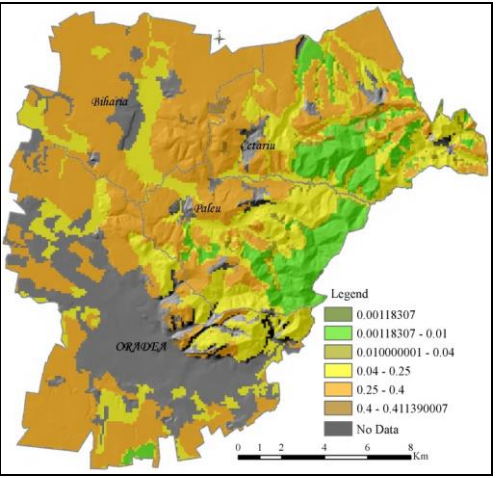 Biharia
Cetariu
Paleu
ORADEA
Legend
0.00118307
0.00118307 - 0.01
0.010000001 - 0.04
0.04 - 0.25
0.25 - 0.4
0.4 - 0.411390007
No Data
0 1 2 4 6 8
Km